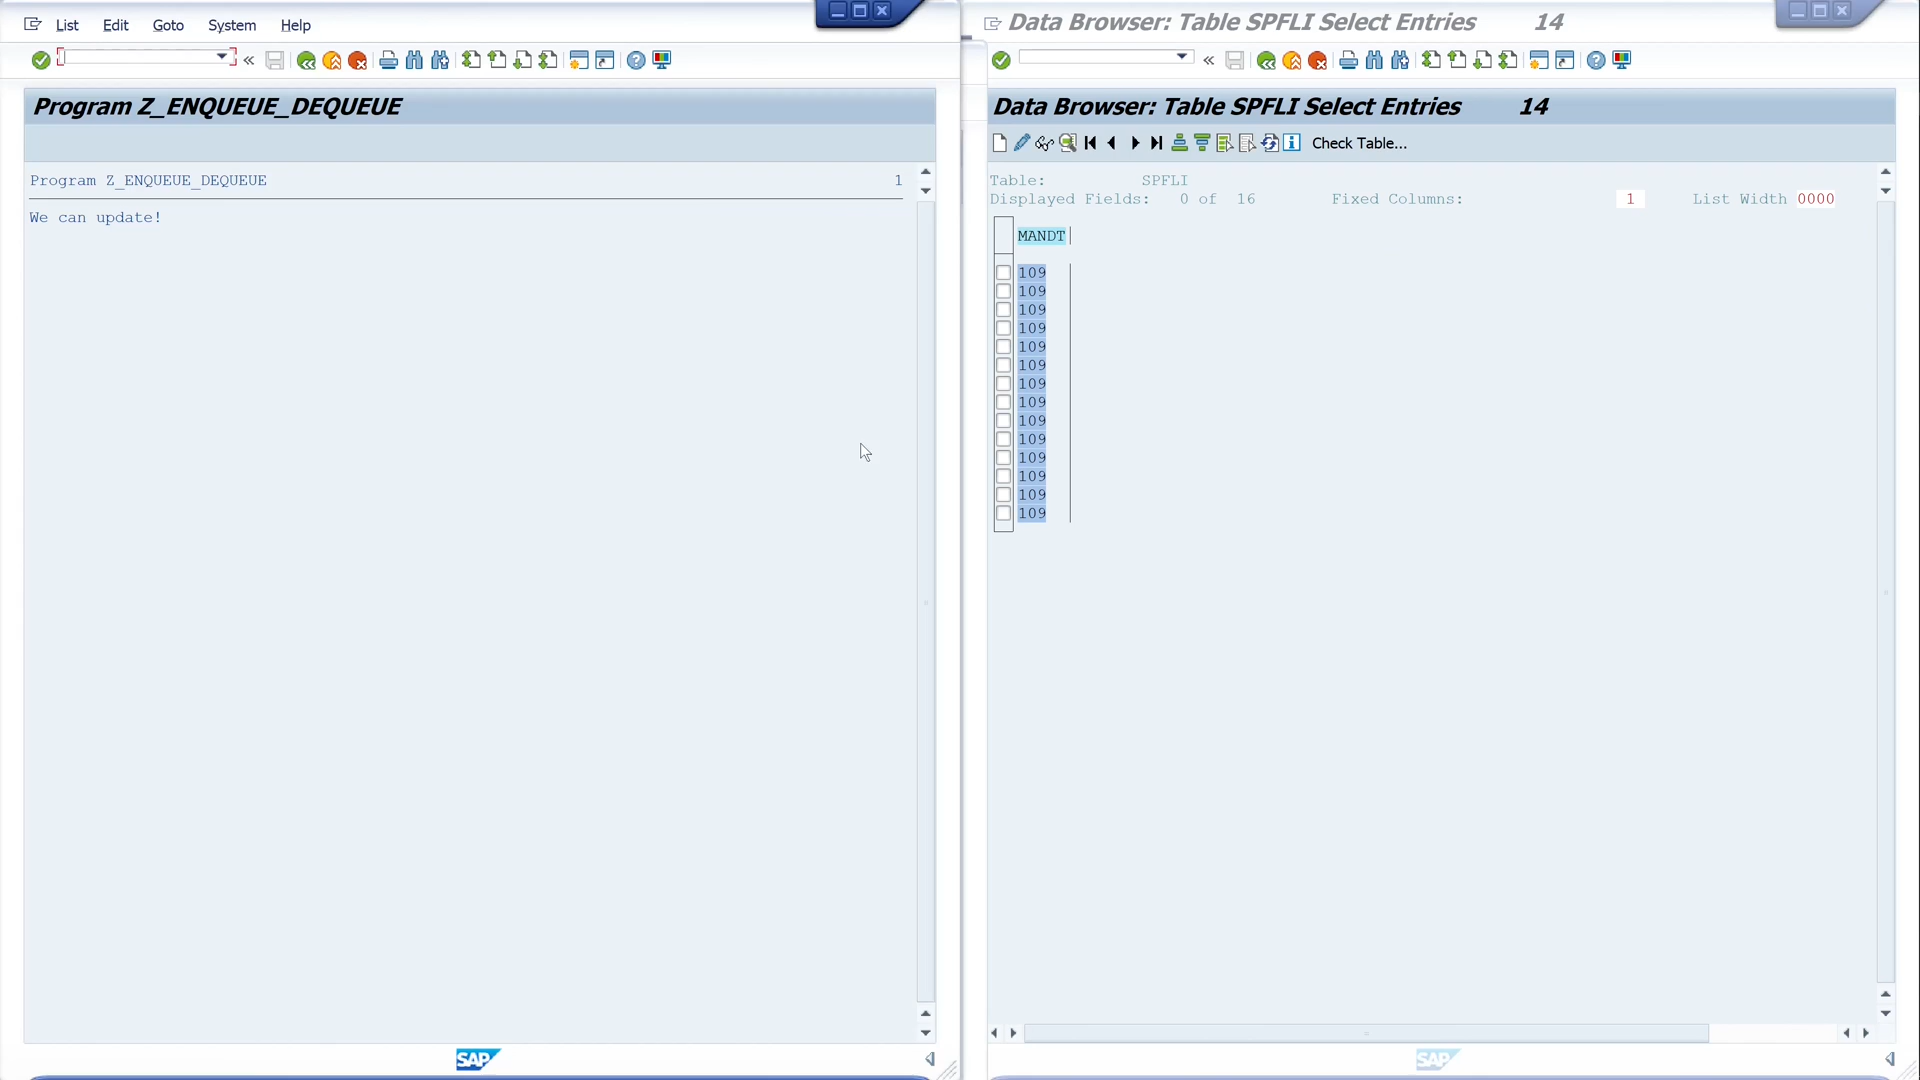 List Edit Goto System Help
Program Z_ENQUEUE_DEQUEUE
Program Z_ENQUEUE_DEQUEUE 1
We can update!
SAP
Data Browser: Table SPFLI Select Entries 14
Data Browser: Table SPFLI Select Entries 14
Check Table...
Table: SPFLI
Displayed Fields: 0 of 16 Fixed Columns: 1 List Width 0000
MANDT
109
109
109
109
109
109
109
109
109
109
109
109
109
109
SAP